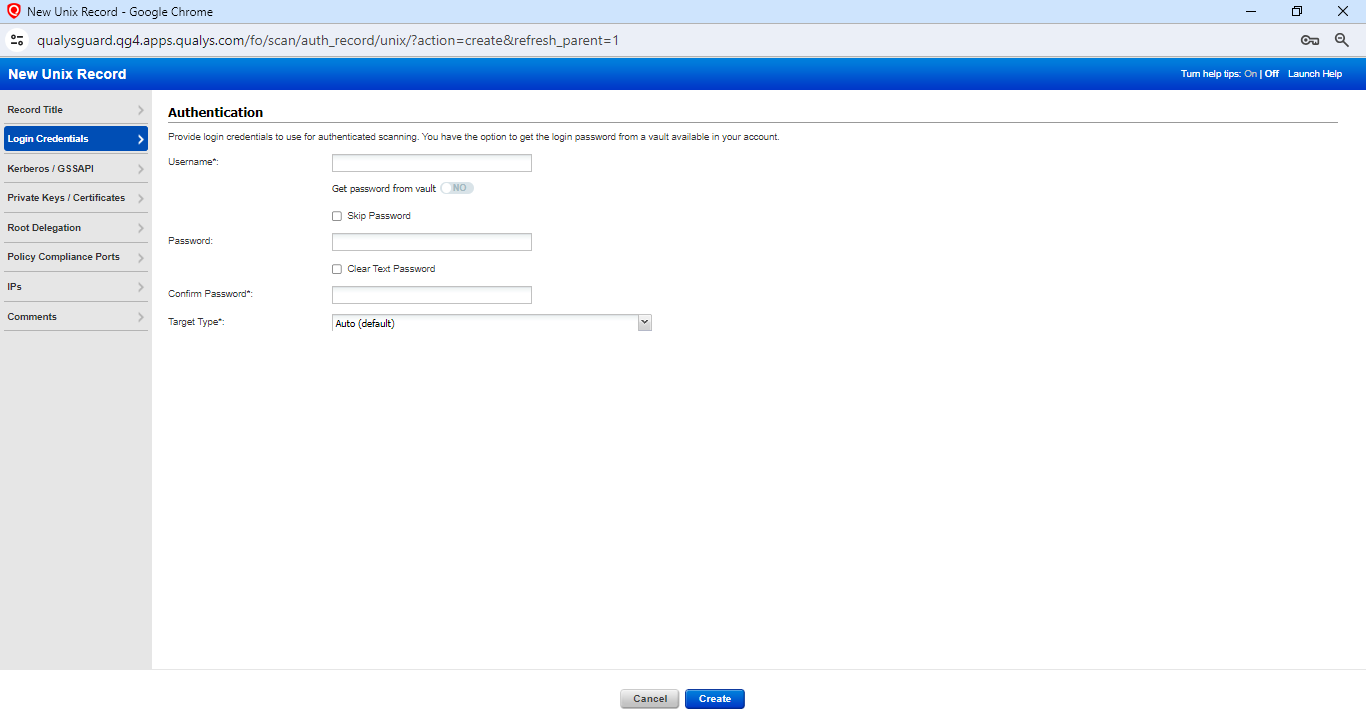 New Unix Record - Google Chrome
qualysguard.qg4.apps.qualys.com/fo/scan/auth_record/unix/?action=create&refresh_parent=1
New Unix Record
Turn help tips: On | Off Launch Help
Record Title
Login Credentials
Kerberos / GSSAPI
Private Keys / Certificates
Root Delegation
Policy Compliance Ports
IPs
Comments
Authentication
Provide login credentials to use for authenticated scanning. You have the option to get the login password from a vault available in your account.
Username*:
Get password from vault NO
Skip Password
Password:
Clear Text Password
Confirm Password*:
Target Type*: Auto (default)
Cancel Create